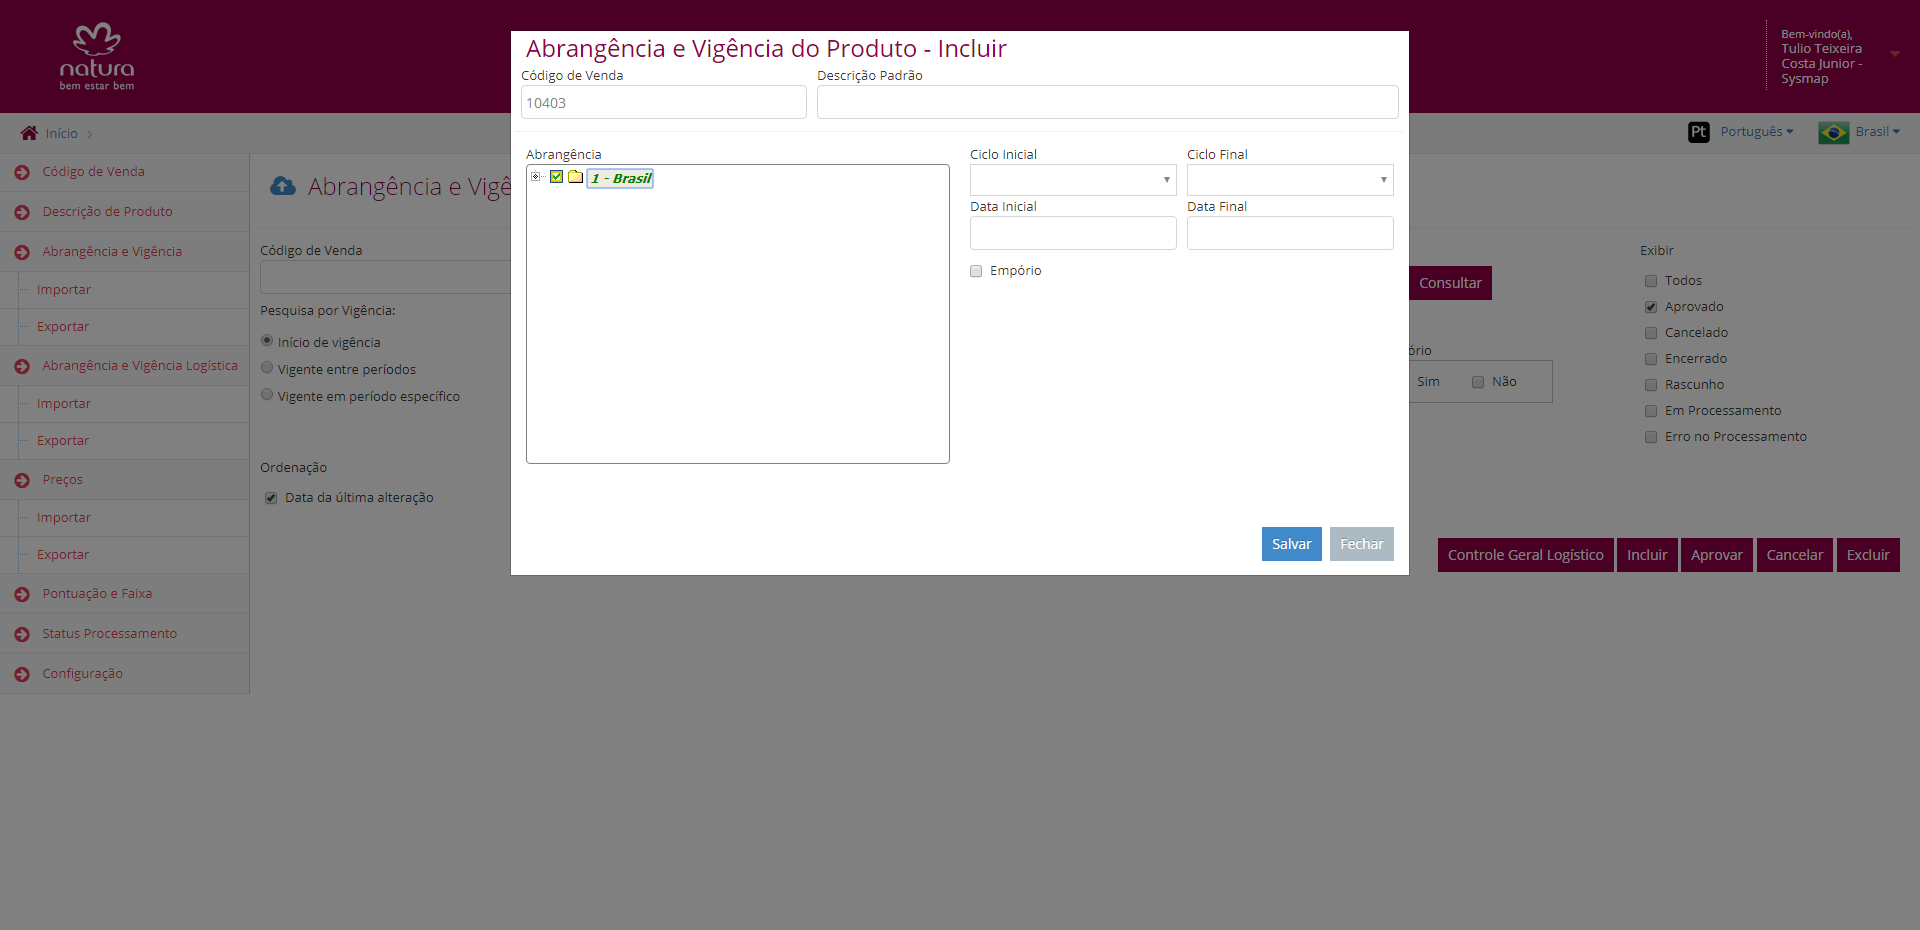 natura
bem estar bem
Bem-vindo(a),
Tulio Teixeira
Costa Junior -
Sysmap
Início
Pt
Português
Brasil
Código de Venda
Descrição de Produto
Abrangência e Vigência
Importar
Exportar
Abrangência e Vigência Logística
Importar
Exportar
Preços
Importar
Exportar
Pontuação e Faixa
Status Processamento
Configuração
Abrangência e Vigê
Código de Venda
Pesquisa por Vigência:
Início de vigência
Vigente entre períodos
Vigente em período específico
Ordenação
Data da última alteração
Abrangência e Vigência do Produto - Incluir
Código de Venda
Descrição Padrão
10403
Abrangência
1 - Brasil
Ciclo Inicial
Ciclo Final
Data Inicial
Data Final
Empório
Salvar
Fechar
Consultar
ório
Sim
Não
Exibir
Todos
Aprovado
Cancelado
Encerrado
Rascunho
Em Processamento
Erro no Processamento
Controle Geral Logístico
Incluir
Aprovar
Cancelar
Excluir